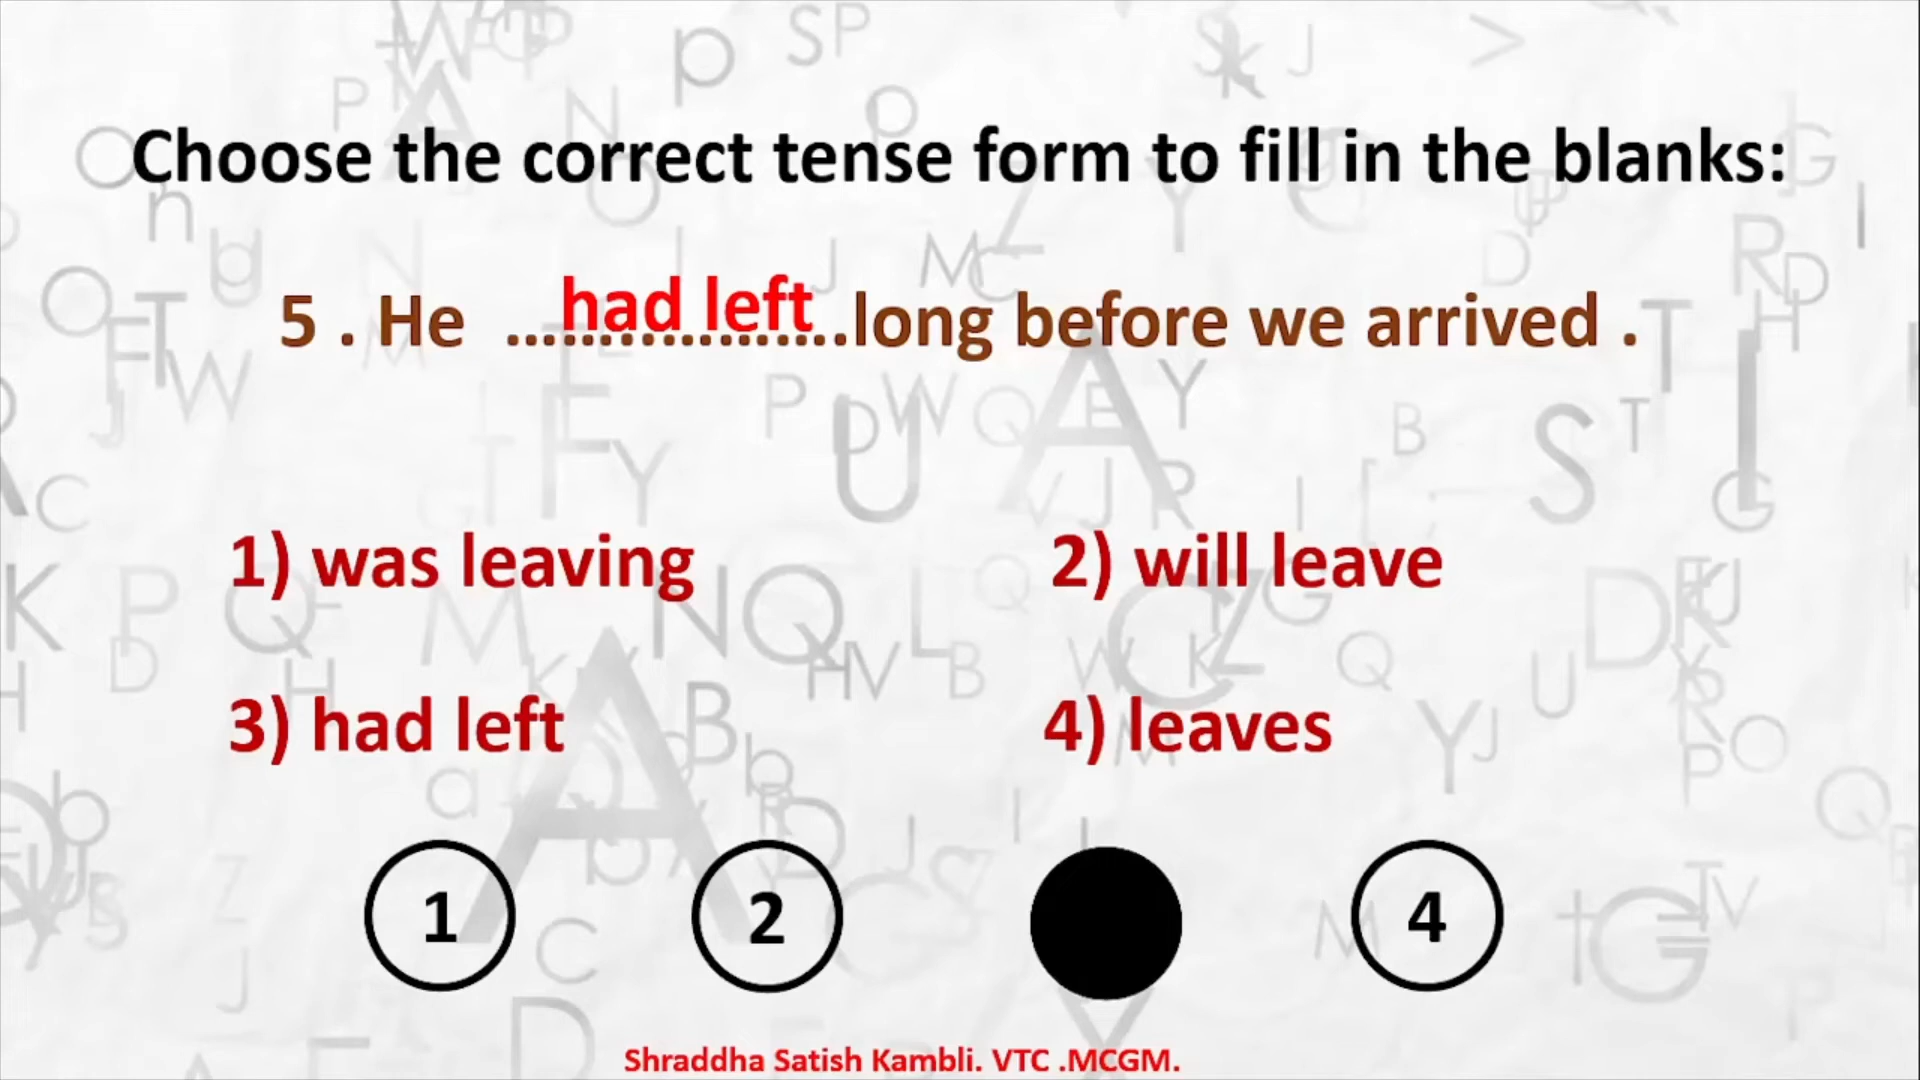 Choose the correct tense form to fill in the blanks:
5 . He ......had left......long before we arrived .
1) was leaving
2) will leave
3) had left
4) leaves
1
2
4
Shraddha Satish Kambli. VTC .MCGM.